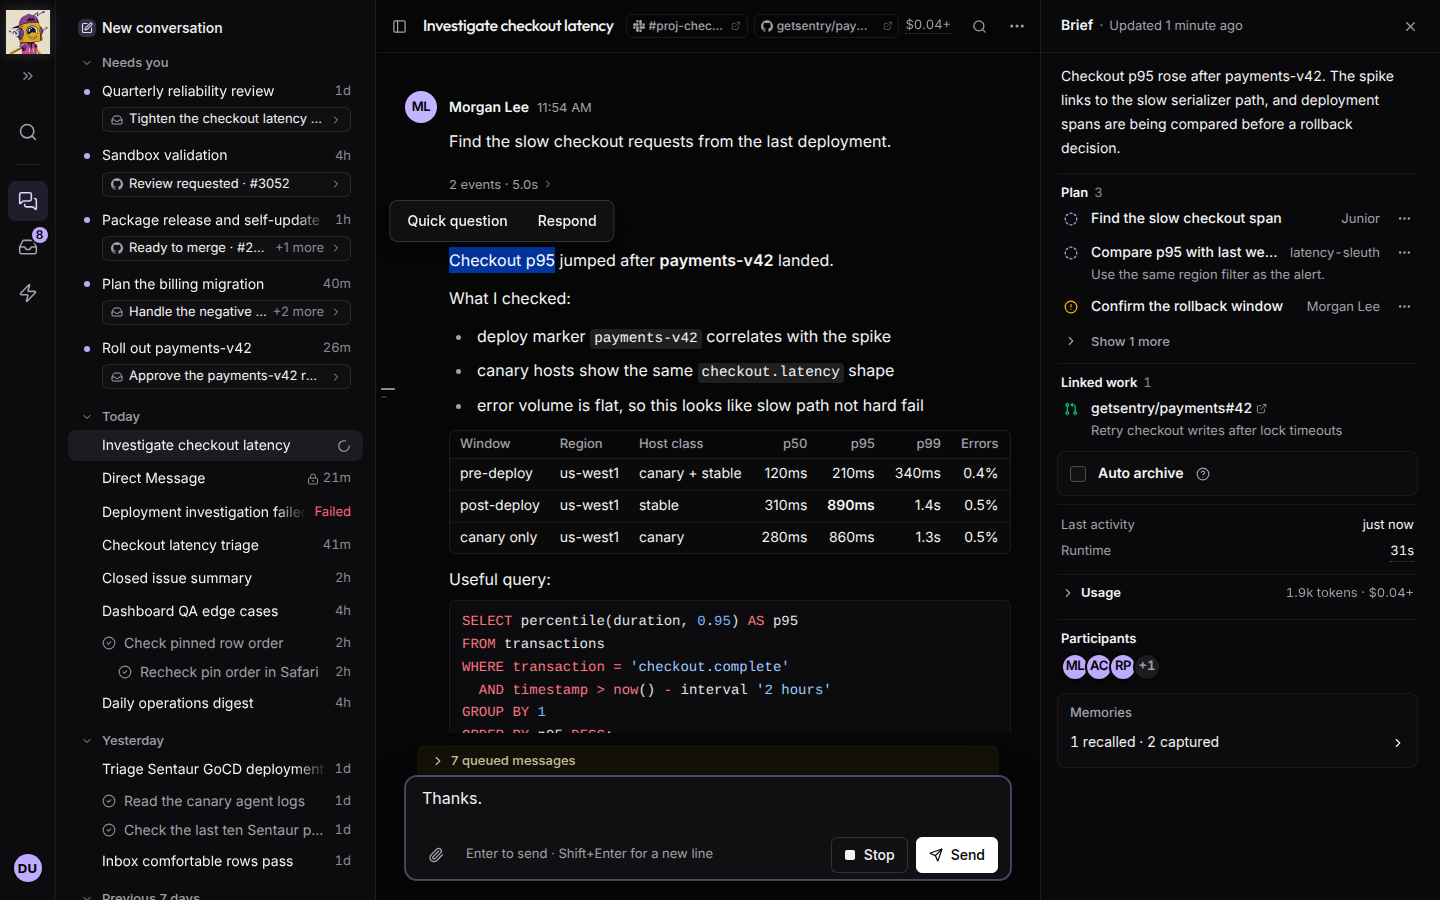 New conversation
Needs you
Quarterly reliability review 1d
Tighten the checkout latency ...
Sandbox validation 4h
Review requested · #3052
Package release and self-update 1h
Ready to merge · #2... +1 more
Plan the billing migration 40m
Handle the negative ... +2 more
Roll out payments-v42 26m
Approve the payments-v42 r...
Today
Investigate checkout latency
Direct Message 21m
Deployment investigation failed Failed
Checkout latency triage 41m
Closed issue summary 2h
Dashboard QA edge cases 4h
Check pinned row order 2h
Recheck pin order in Safari 2h
Daily operations digest 4h
Yesterday
Triage Sentaur GoCD deployment 1d
Read the canary agent logs 1d
Check the last ten Sentaur p... 1d
Inbox comfortable rows pass 1d
Previous 7 days
8
DU
Investigate checkout latency #proj-chec... getsentry/pay... $0.04+
ML Morgan Lee 11:54 AM
Find the slow checkout requests from the last deployment.
2 events · 5.0s
Quick question Respond
Checkout p95 jumped after payments-v42 landed.
What I checked:
• deploy marker payments-v42 correlates with the spike
• canary hosts show the same checkout.latency shape
• error volume is flat, so this looks like slow path not hard fail
Window Region Host class p50 p95 p99 Errors
pre-deploy us-west1 canary + stable 120ms 210ms 340ms 0.4%
post-deploy us-west1 stable 310ms 890ms 1.4s 0.5%
canary only us-west1 canary 280ms 860ms 1.3s 0.5%
Useful query:
SELECT percentile(duration, 0.95) AS p95
FROM transactions
WHERE transaction = 'checkout.complete'
AND timestamp > now() - interval '2 hours'
GROUP BY 1
ORDER BY p95 DESC;
7 queued messages
Thanks.
Enter to send · Shift+Enter for a new line Stop Send
Brief · Updated 1 minute ago
Checkout p95 rose after payments-v42. The spike
links to the slow serializer path, and deployment
spans are being compared before a rollback
decision.
Plan 3
Find the slow checkout span Junior
Compare p95 with last we... latency-sleuth
Use the same region filter as the alert.
Confirm the rollback window Morgan Lee
Show 1 more
Linked work 1
getsentry/payments#42
Retry checkout writes after lock timeouts
Auto archive
Last activity just now
Runtime 31s
Usage 1.9k tokens · $0.04+
Participants
ML AC RP +1
Memories
1 recalled · 2 captured